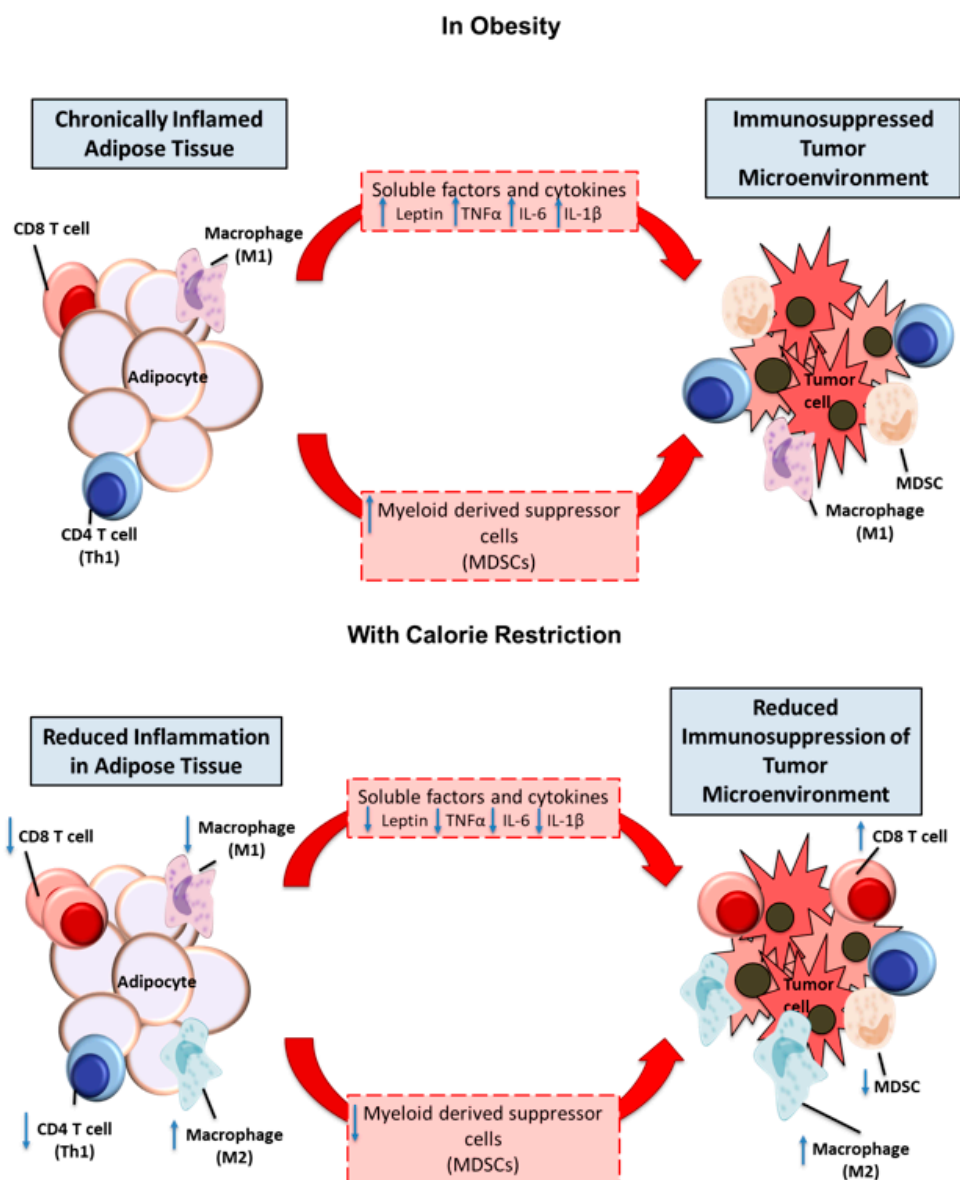 In Obesity
Chronically Inflamed
Adipose Tissue
Immunosuppressed
Tumor
Microenvironment
Soluble factors and cytokines
Leptin TNFα IL-6 IL-1β
CD8 T cell
Macrophage
(M1)
Adipocyte
CD4 T cell
(Th1)
Tumor
cell
MDSC
Macrophage
(M1)
Myeloid derived suppressor
cells
(MDSCs)
With Calorie Restriction
Reduced Inflammation
in Adipose Tissue
Reduced
Immunosuppression of
Tumor
Microenvironment
Soluble factors and cytokines
Leptin TNFα IL-6 IL-1β
CD8 T cell
Macrophage
(M1)
Adipocyte
CD4 T cell
(Th1)
Macrophage
(M2)
CD8 T cell
Tumor
cell
MDSC
Macrophage
(M2)
Myeloid derived suppressor
cells
(MDSCs)